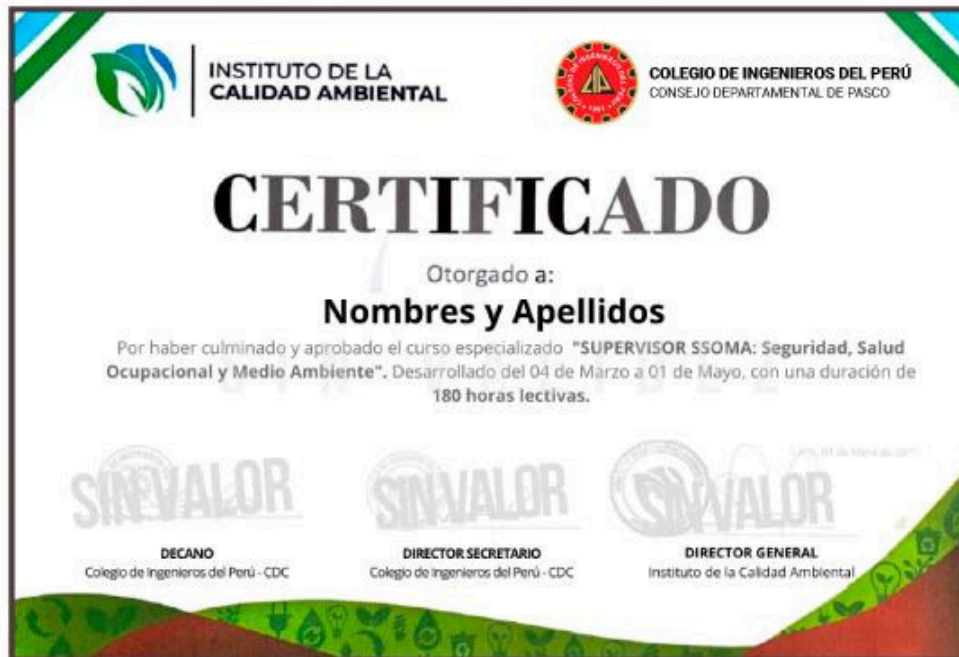 INSTITUTO DE LA
CALIDAD AMBIENTAL
COLEGIO DE INGENIEROS DEL PERÚ
CONSEJO DEPARTAMENTAL DE PASCO
CERTIFICADO
Otorgado a:
Nombres y Apellidos
Por haber culminado y aprobado el curso especializado "SUPERVISOR SSOMA: Seguridad, Salud
Ocupacional y Medio Ambiente". Desarrollado del 04 de Marzo a 01 de Mayo, con una duración de
180 horas lectivas.
SIN VALOR
SIN VALOR
SIN VALOR
DECANO
Colegio de Ingenieros del Perú - CDC
DIRECTOR SECRETARIO
Colegio de Ingenieros del Perú - CDC
DIRECTOR GENERAL
Instituto de la Calidad Ambiental